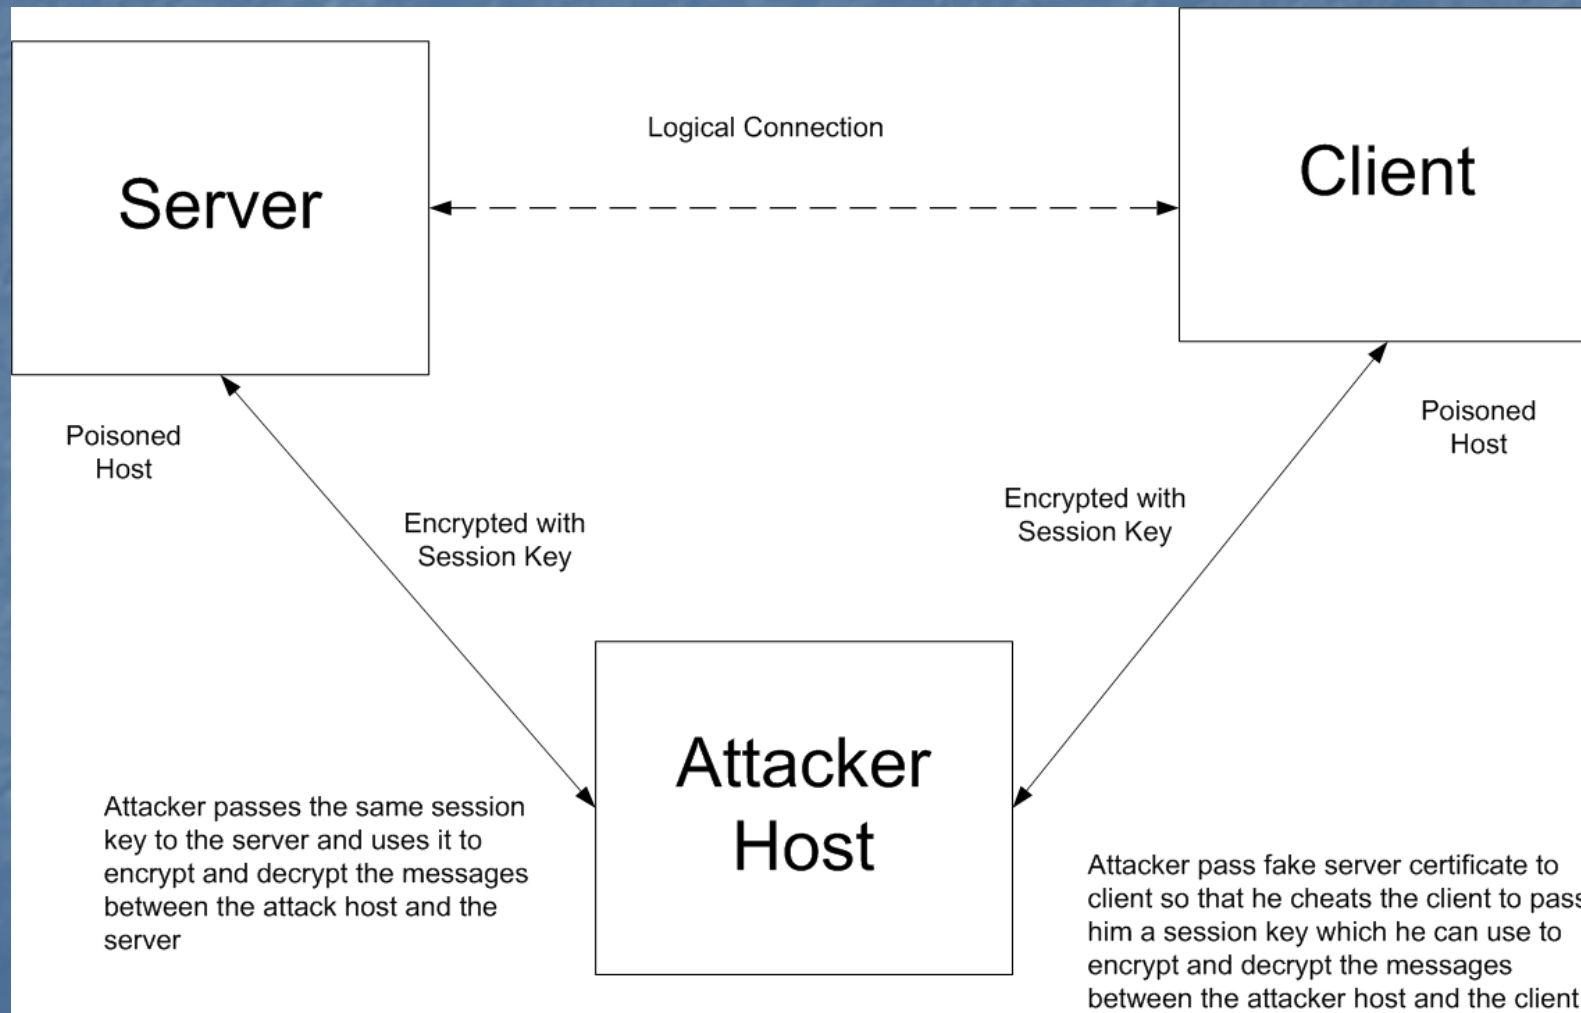 Server
Logical Connection
Client
Poisoned
Host
Poisoned
Host
Encrypted with
Session Key
Encrypted with
Session Key
Attacker
Host
Attacker passes the same session
key to the server and uses it to
encrypt and decrypt the messages
between the attack host and the
server
Attacker pass fake server certificate to
client so that he cheats the client to pass
him a session key which he can use to
encrypt and decrypt the messages
between the attacker host and the client